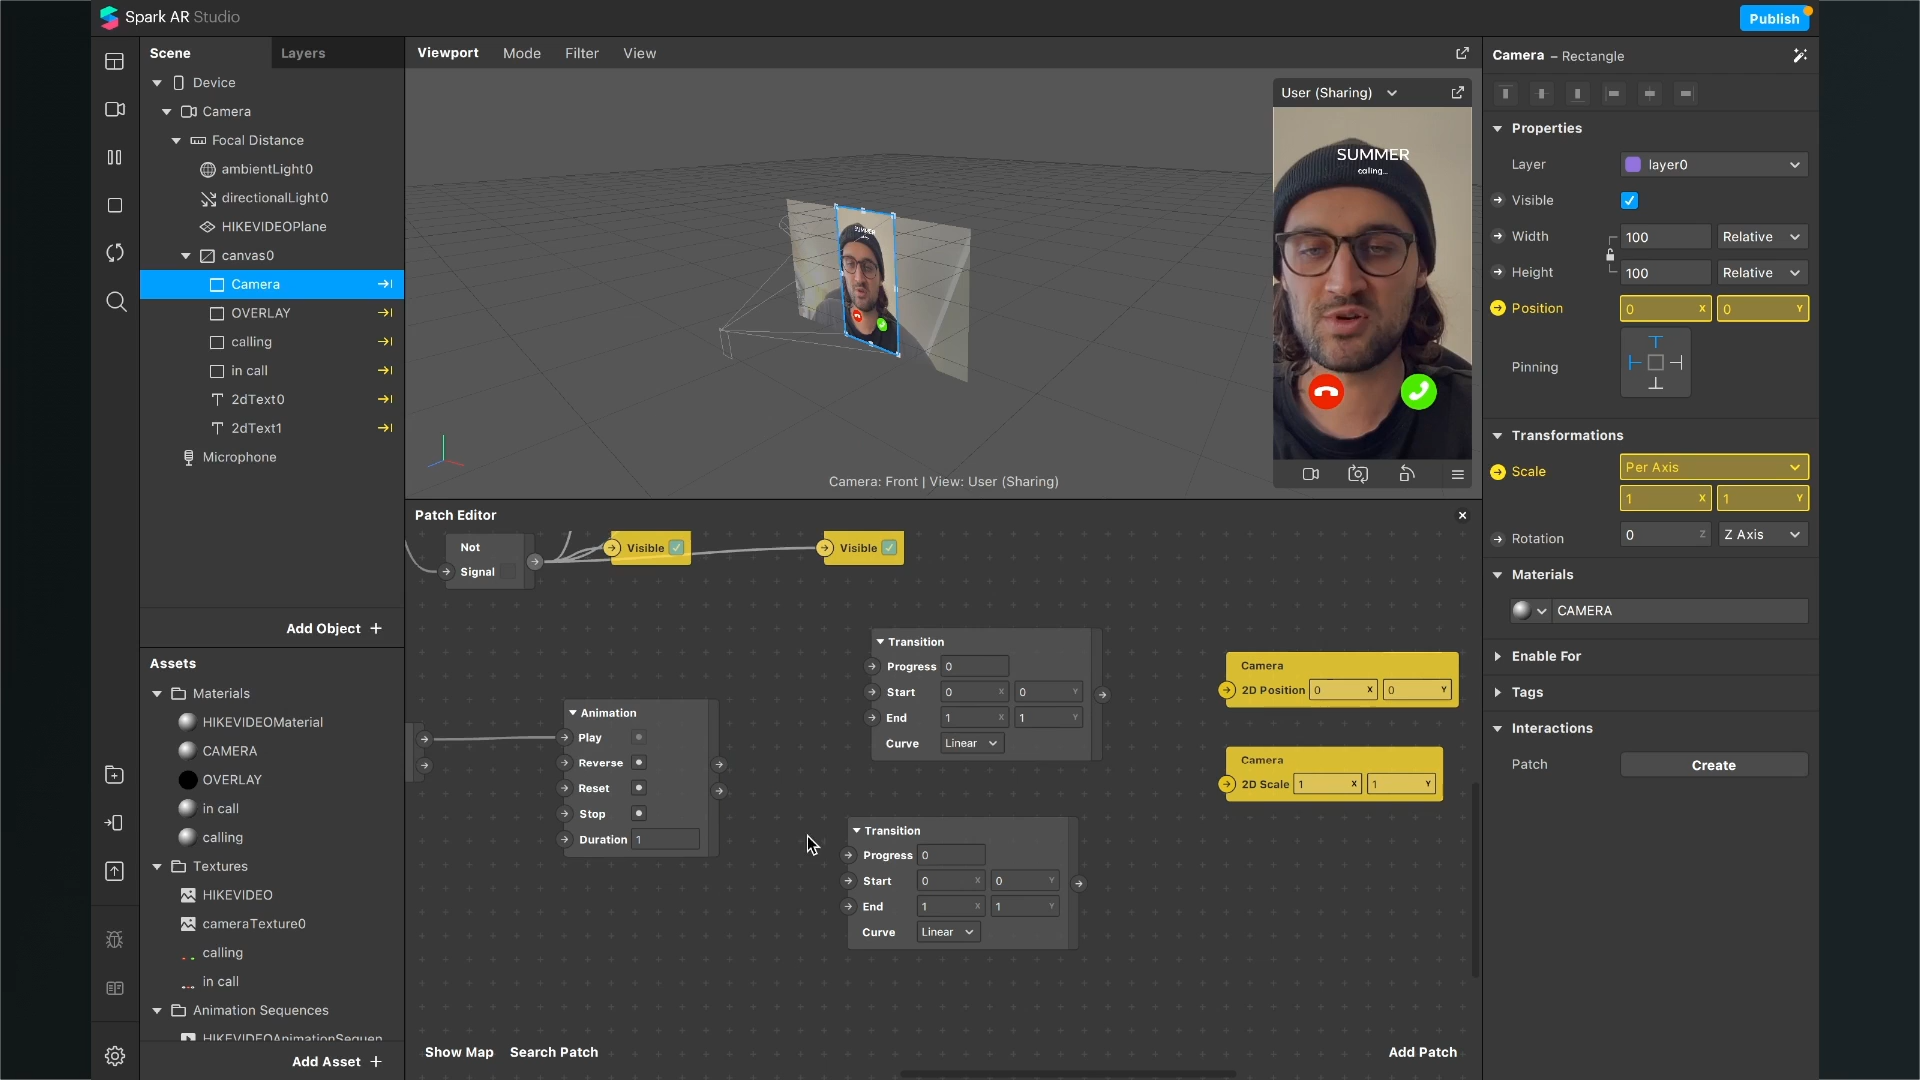 Spark AR Studio
Publish
Scene
Layers
Device
Camera
Focal Distance
ambientLight0
directionalLight0
HIKEVIDEOPlane
canvas0
Camera
OVERLAY
calling
in call
2dText0
2dText1
Microphone
Add Object +
Assets
Materials
HIKEVIDEOMaterial
CAMERA
OVERLAY
in call
calling
Textures
HIKEVIDEO
cameraTexture0
calling
in call
Animation Sequences
HIKEVIDEOAnimationSequen
Add Asset +
Viewport
Mode
Filter
View
User (Sharing)
SUMMER
calling...
SUMMER
Camera: Front | View: User (Sharing)
Patch Editor
Not
Signal
Visible
Visible
Animation
Play
Reverse
Reset
Stop
Duration 1
Transition
Progress 0
Start 0 X 0 Y
End 1 X 1 Y
Curve Linear
Transition
Progress 0
Start 0 X 0 Y
End 1 X 1 Y
Curve Linear
Camera
2D Position 0 X 0 Y
Camera
2D Scale 1 X 1 Y
Show Map
Search Patch
Add Patch
Camera – Rectangle
Properties
Layer layer0
Visible
Width 100 Relative
Height 100 Relative
Position 0 X 0 Y
Pinning
Transformations
Scale Per Axis
1 X 1 Y
Rotation 0 Z Z Axis
Materials
CAMERA
Enable For
Tags
Interactions
Patch Create